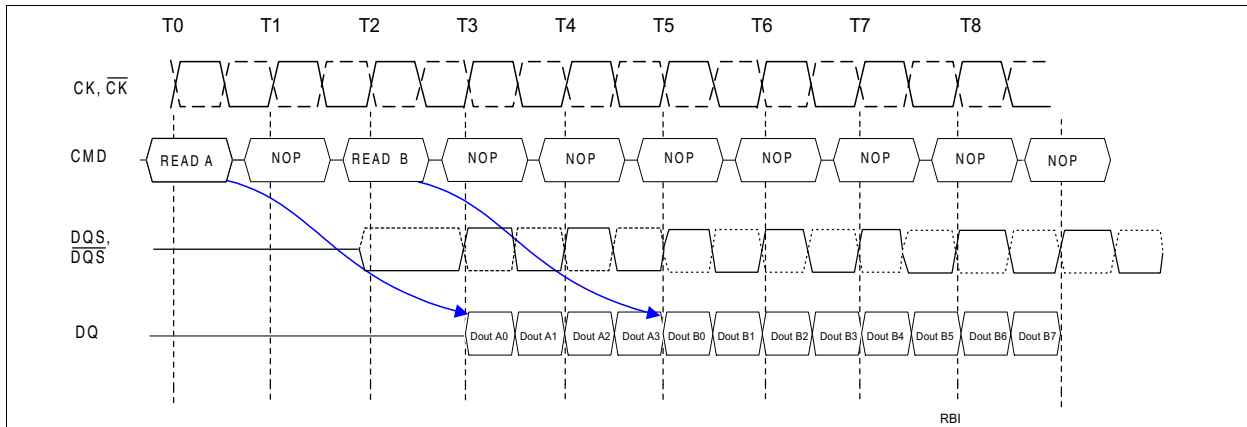 T0 T1 T2 T3 T4 T5 T6 T7 T8
CK, CK
CMD READ A NOP READ B NOP NOP NOP NOP NOP NOP NOP
DQS,
DQS
DQ Dout A0 Dout A1 Dout A2 Dout A3 Dout B0 Dout B1 Dout B2 Dout B3 Dout B4 Dout B5 Dout B6 Dout B7
RBI